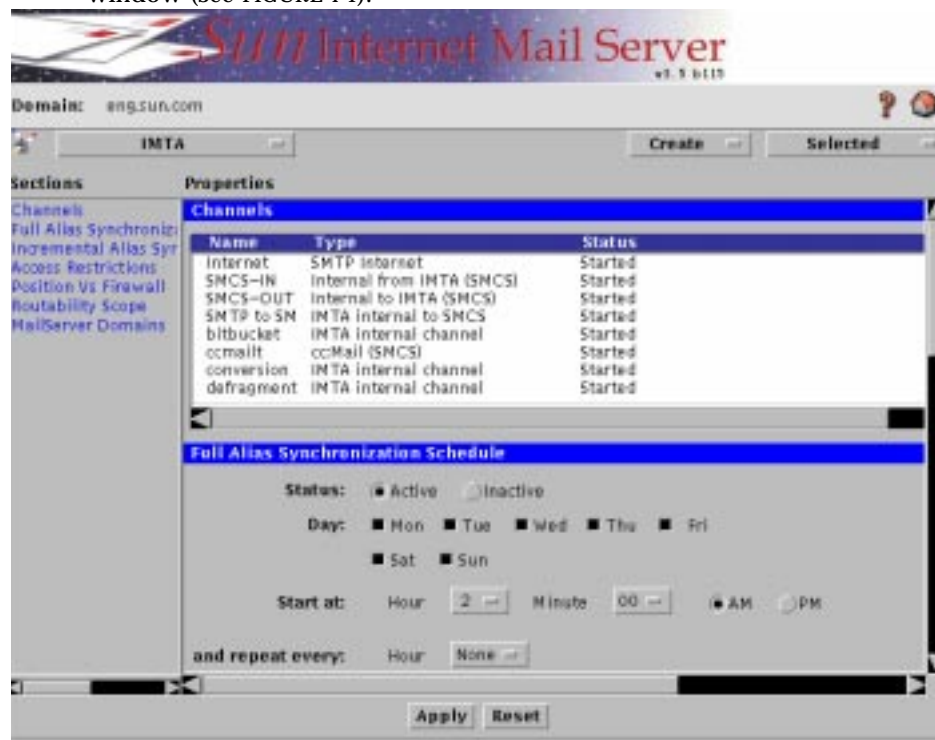 window (see FIGURE
Sun Internet Mail Server
v3.5 b115
Domain: eng.sun.com
IMTA Create Selected
Sections Properties
Channels
Full Alias Synchroniz
Incremental Alias Syr
Access Restrictions
Position Vs Firewall
Routability Scope
MailServer Domains
Channels
Name Type Status
Internet SMTP Internet Started
SMCS-IN Internal from IMTA (SMCS) Started
SMCS-OUT Internal to IMTA (SMCS) Started
SMTP to SM IMTA internal to SMCS Started
bitbucket IMTA internal channel Started
ccmailt cc:Mail (SMCS) Started
conversion IMTA internal channel Started
defragment IMTA internal channel Started
Full Alias Synchronization Schedule
Status: Active Inactive
Day: Mon Tue Wed Thu Fri
Sat Sun
Start at: Hour 2 Minute 00 AM PM
and repeat every: Hour None
Apply Reset